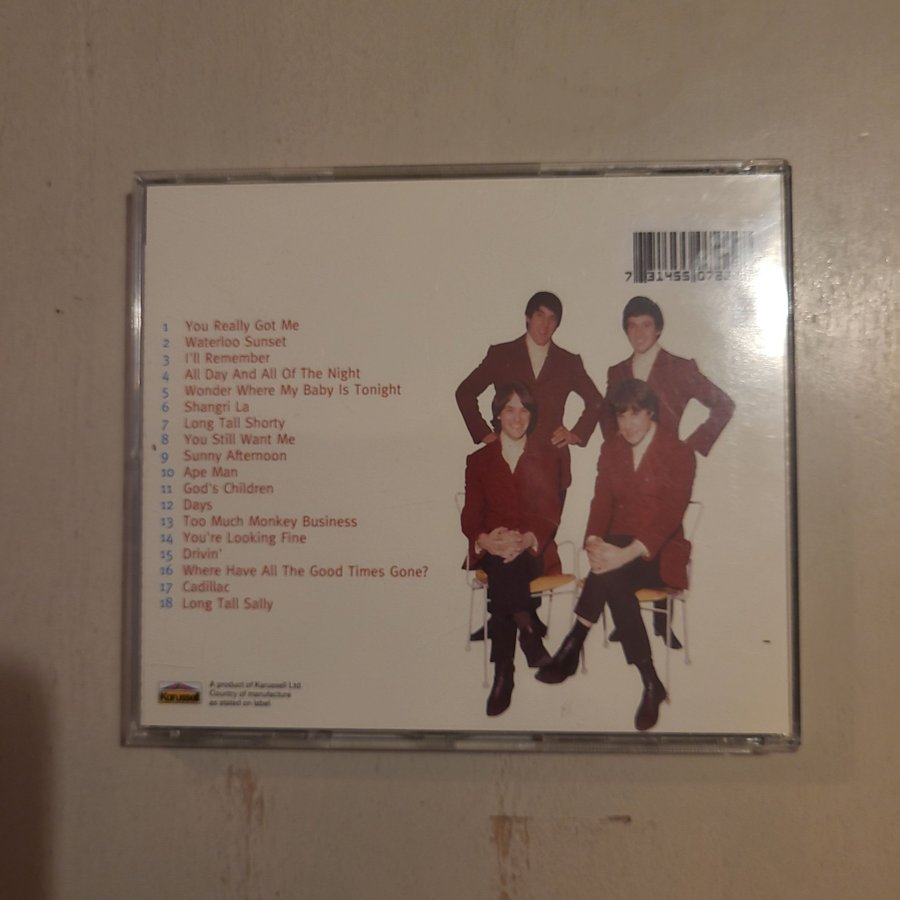 7 31455 072
1 You Really Got Me
2 Waterloo Sunset
3 I'll Remember
4 All Day And All Of The Night
5 Wonder Where My Baby Is Tonight
6 Shangri La
7 Long Tall Shorty
8 You Still Want Me
9 Sunny Afternoon
10 Ape Man
11 God's Children
12 Days
13 Too Much Monkey Business
14 You're Looking Fine
15 Drivin'
16 Where Have All The Good Times Gone?
17 Cadillac
18 Long Tall Sally
Karussell
A product of Karussell Ltd
Country of manufacture
as stated on label